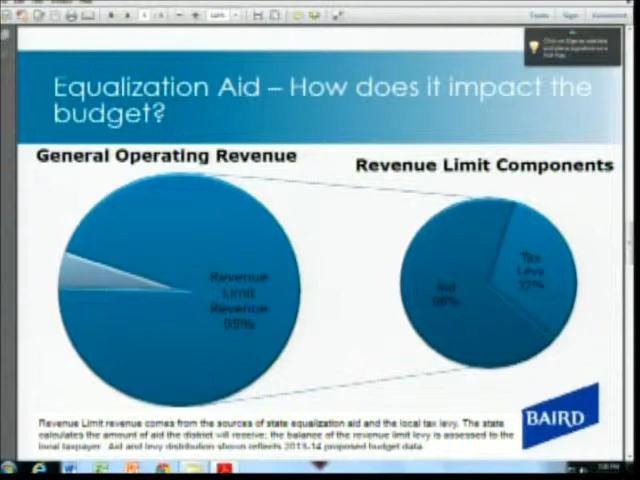 Equalization Aid – How does it impact the
budget?
General Operating Revenue
Revenue Limit Components
Revenue
Limit
Revenue
95%
Tax
Levy
Aid
BAIRD
Revenue Limit revenue comes from the sources of state equalization aid and the local tax levy. The state
calculates the amount of aid the district will receive; the balance of the revenue limit levy is assessed to the
local taxpayer. Aid and levy distribution shown reflects 2013-14 proposed budget data.